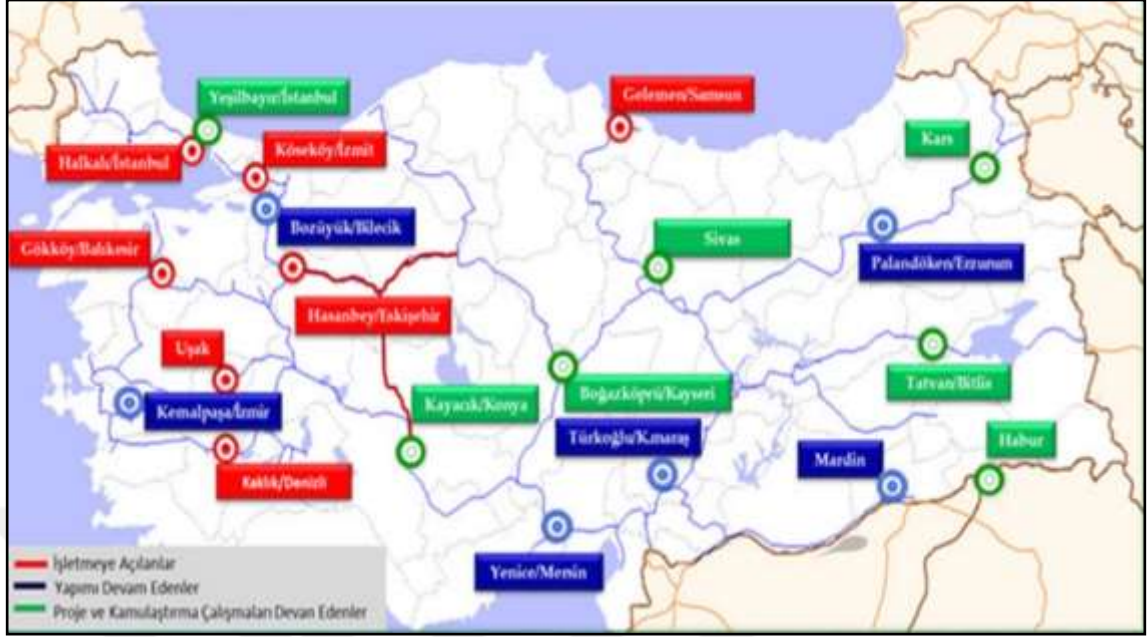 Yeşilbayır/İstanbul
Gelemen/Samsun
Halkalı/İstanbul
Köseköy/İzmit
Kars
Bozüyük/Bilecik
Gökköy/Balıkesir
Sivas
Palandöken/Erzurum
Hasanbey/Eskişehir
Uşak
Kemalpaşa/İzmir
Kayacık/Konya
Boğazköprü/Kayseri
Tatvan/Bitlis
Türkoğlu/K.maraş
Habur
Mardin
Kaklık/Denizli
Yenice/Mersin
İşletmeye Açılanlar
Yapımı Devam Edenler
Proje ve Kamulaştırma Çalışmaları Devan Edenler